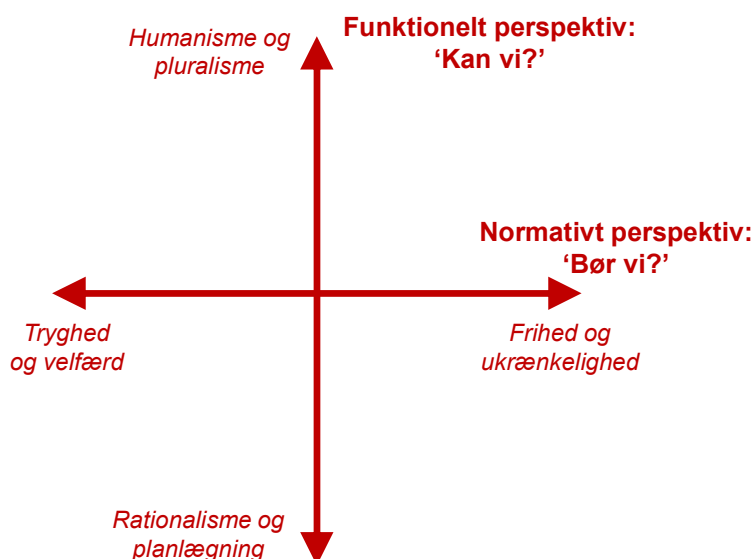 Humanisme og
pluralisme
Funktionelt perspektiv:
‘Kan vi?’
Normativt perspektiv:
‘Bør vi?’
Tryghed
og velfærd
Frihed og
ukrænkelighed
Rationalisme og
planlægning